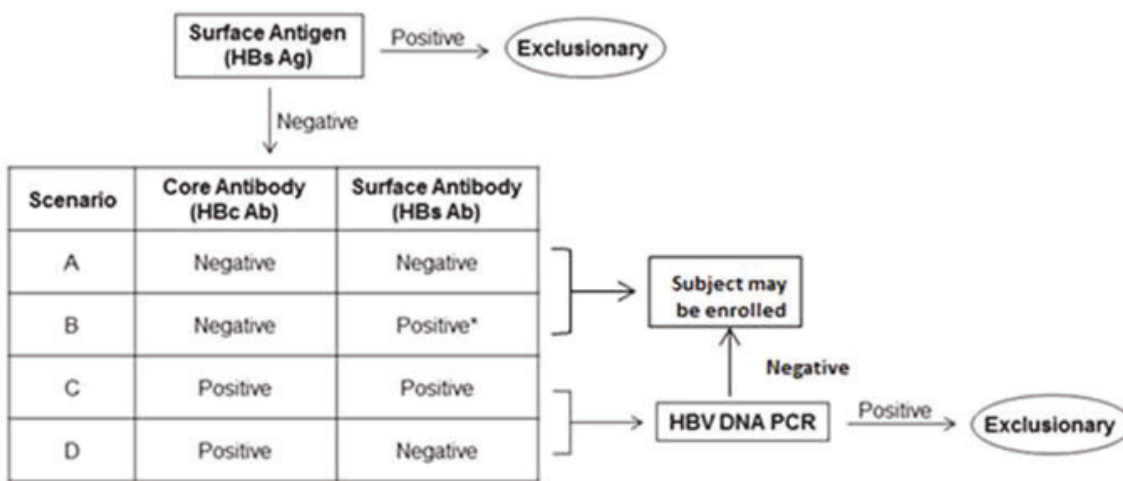 Surface Antigen
(HBs Ag)
Positive
Exclusionary
Negative
Scenario
Core Antibody
(HBc Ab)
Surface Antibody
(HBs Ab)
A
Negative
Negative
B
Negative
Positive*
C
Positive
Positive
D
Positive
Negative
Subject may
be enrolled
Negative
HBV DNA PCR
Positive
Exclusionary